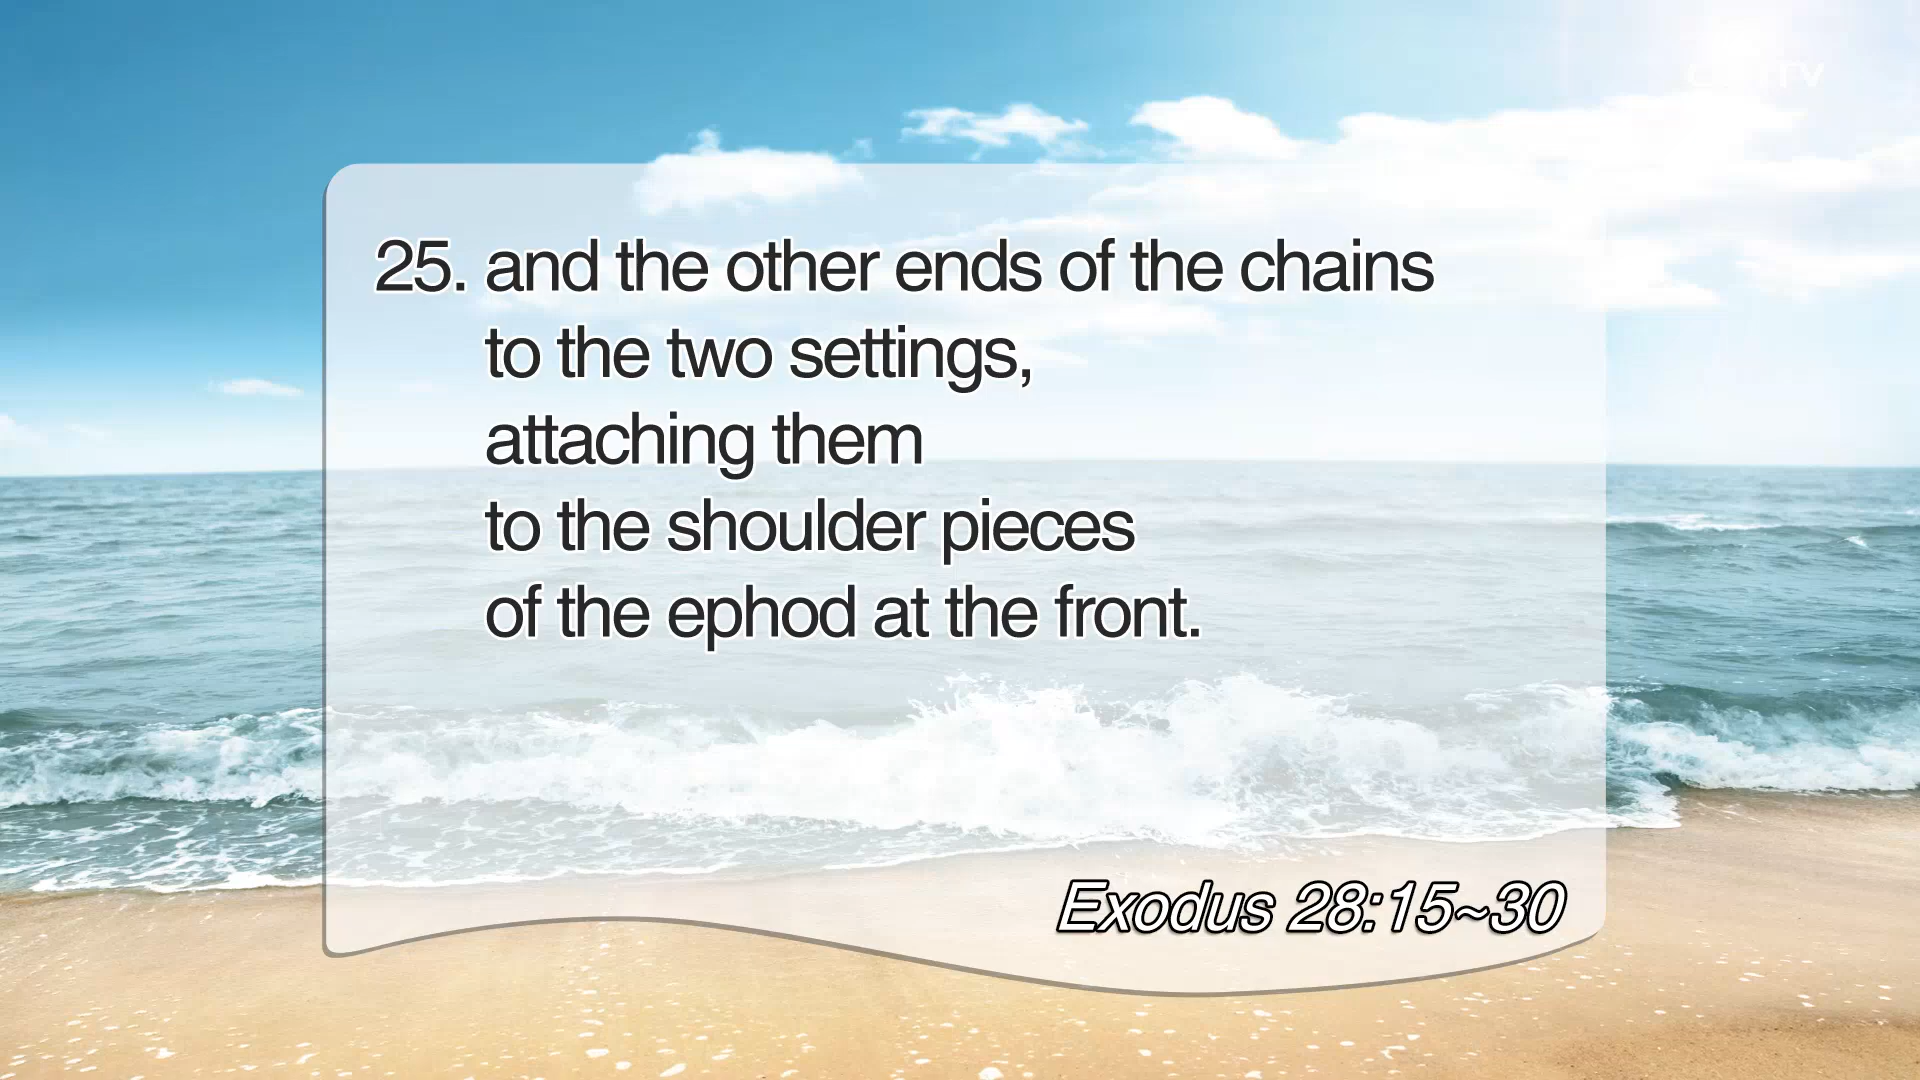 25. and the other ends of the chains
to the two settings,
attaching them
to the shoulder pieces
of the ephod at the front.
Exodus 28:15~30